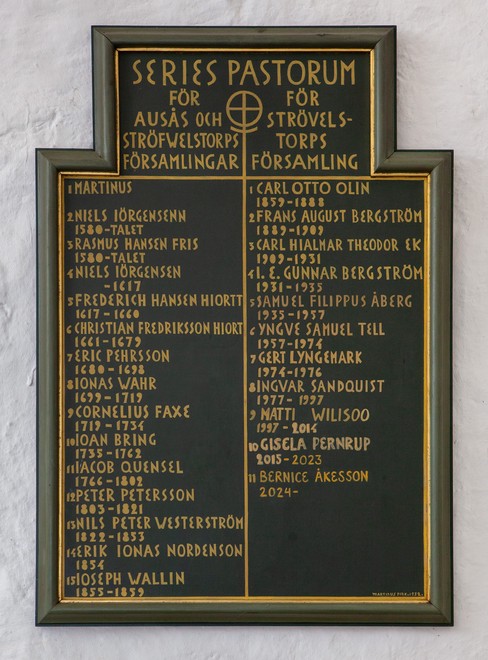 SERIES PASTORUM
FÖR
AUSÅS OCH
STRÖFWELSTORPS
FÖRSAMLINGAR
FÖR
STRÖVELS-
TORPS
FÖRSAMLING
1 MARTINUS
2 NIELS IÖRGENSENN
1580-TALET
3 RASMUS HANSEN FRIS
1580-TALET
4 NIELS IÖRGENSEN
-1617
5 FREDERICH HANSEN HIORTT
1617-1660
6 CHRISTIAN FREDRIKSSON HIORT
1661-1679
7 ERIC PEHRSSON
1680-1698
8 IONAS WAHR
1699-1719
9 CORNELIUS FAXE
1719-1734
10 IOAN BRING
1735-1762
11 IACOB QUENSEL
1766-1802
12 PETER PETERSSON
1803-1821
13 NILS PETER WESTERSTRÖM
1822-1853
14 ERIK IONAS NORDENSON
1854
15 IOSEPH WALLIN
1855-1859
1 CARL OTTO OLIN
1859-1888
2 FRANS AUGUST BERGSTRÖM
1889-1909
3 CARL HIALMAR THEODOR EK
1909-1931
4 I. E. GUNNAR BERGSTRÖM
1931-1935
5 SAMUEL FILIPPUS ÅBERG
1935-1957
6 YNGVE SAMUEL TELL
1957-1974
7 GERT LYNGEMARK
1974-1976
8 INGVAR SANDQUIST
1977-1997
9 MATTI WILISOO
1997-2014
10 GISELA PERNRUP
2015-2023
11 BERNICE ÅKESSON
2024-